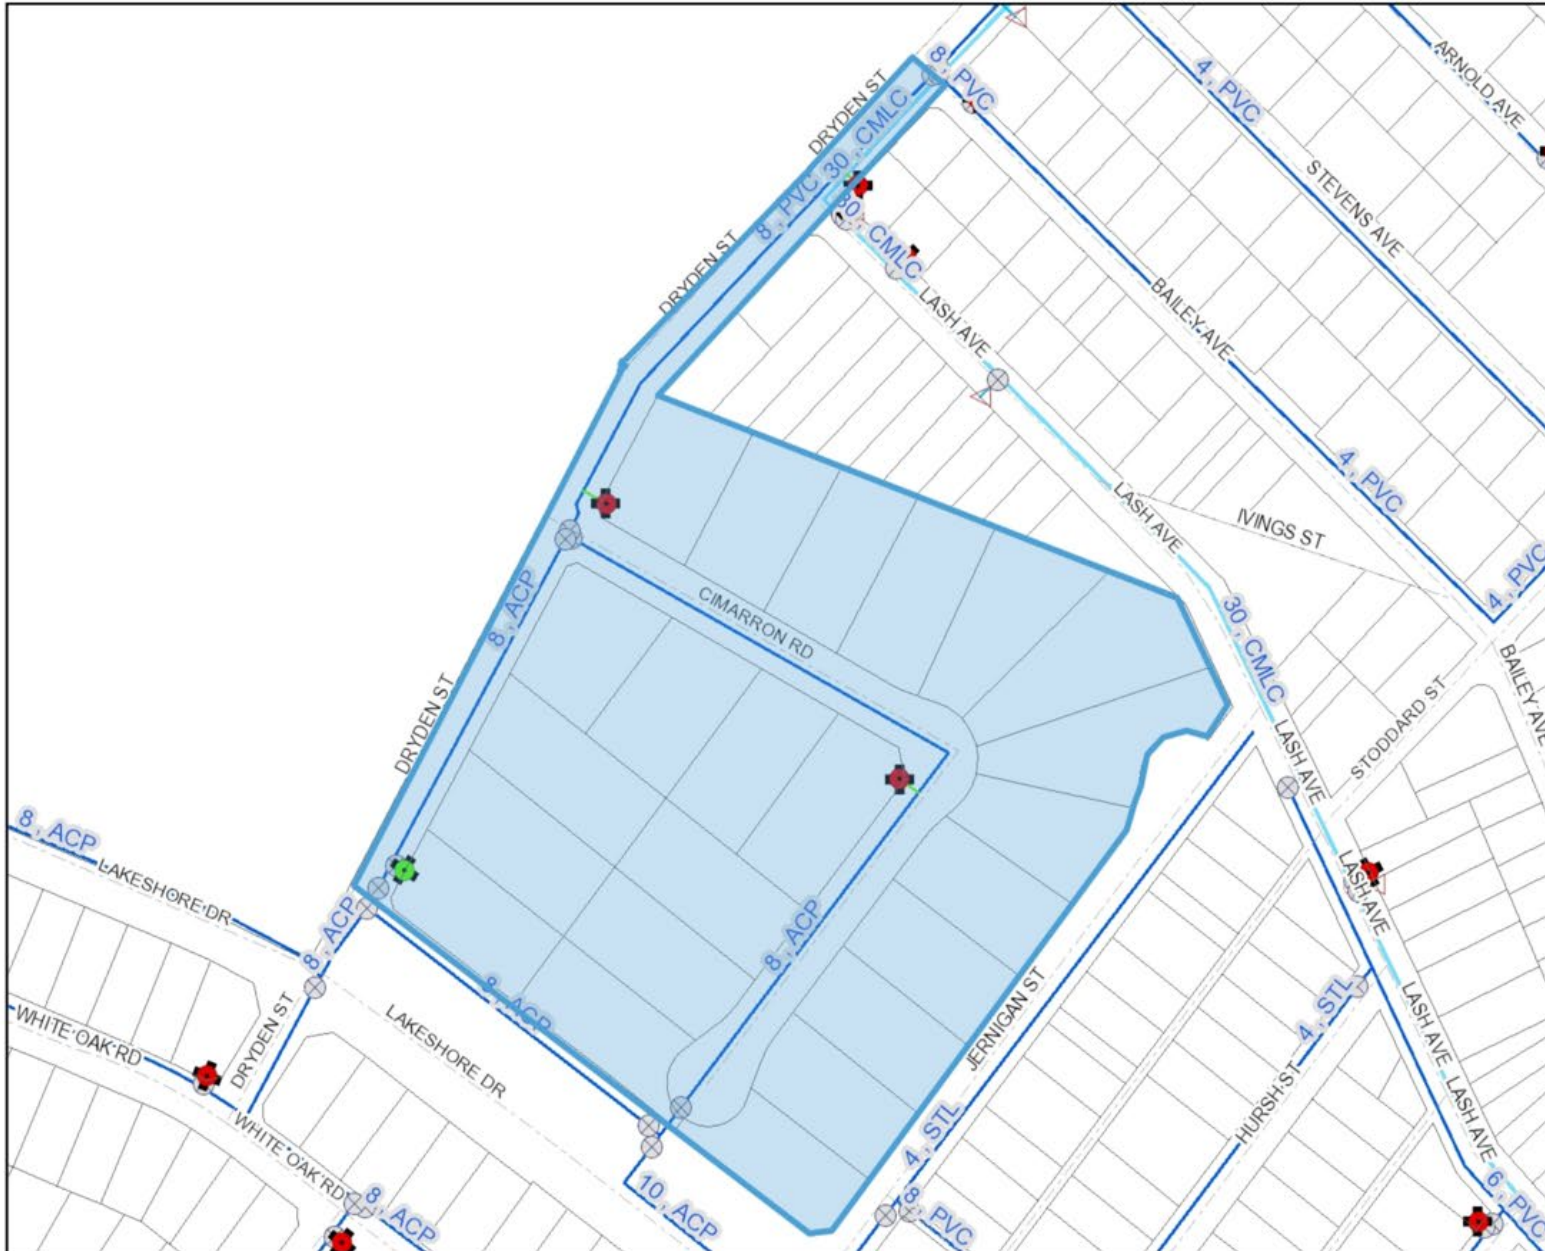 8 , PVC
4 , PVC
ARNOLD AVE
DRYDEN ST
30 , CMLC
8 , PVC
STEVENS AVE
30 , CMLC
DRYDEN ST
LASH AVE
BAILEY AVE
4 , PVC
LASH AVE
IVINGS ST
4 , PVC
8 , ACP
CIMARRON RD
30 , CMLC
BAILEY AVE
DRYDEN ST
STODDARD ST
LASH AVE
8 , ACP
LAKESHORE DR
LASH AVE
8 , ACP
8 , ACP
8 , ACP
WHITE OAK RD
DRYDEN ST
LAKESHORE DR
JERNIGAN ST
4 , STL
LASH AVE
HURSH ST
LASH AVE
WHITE OAK RD
4 , STL
8 , ACP
10 , ACP
8 , PVC
6 , PVC